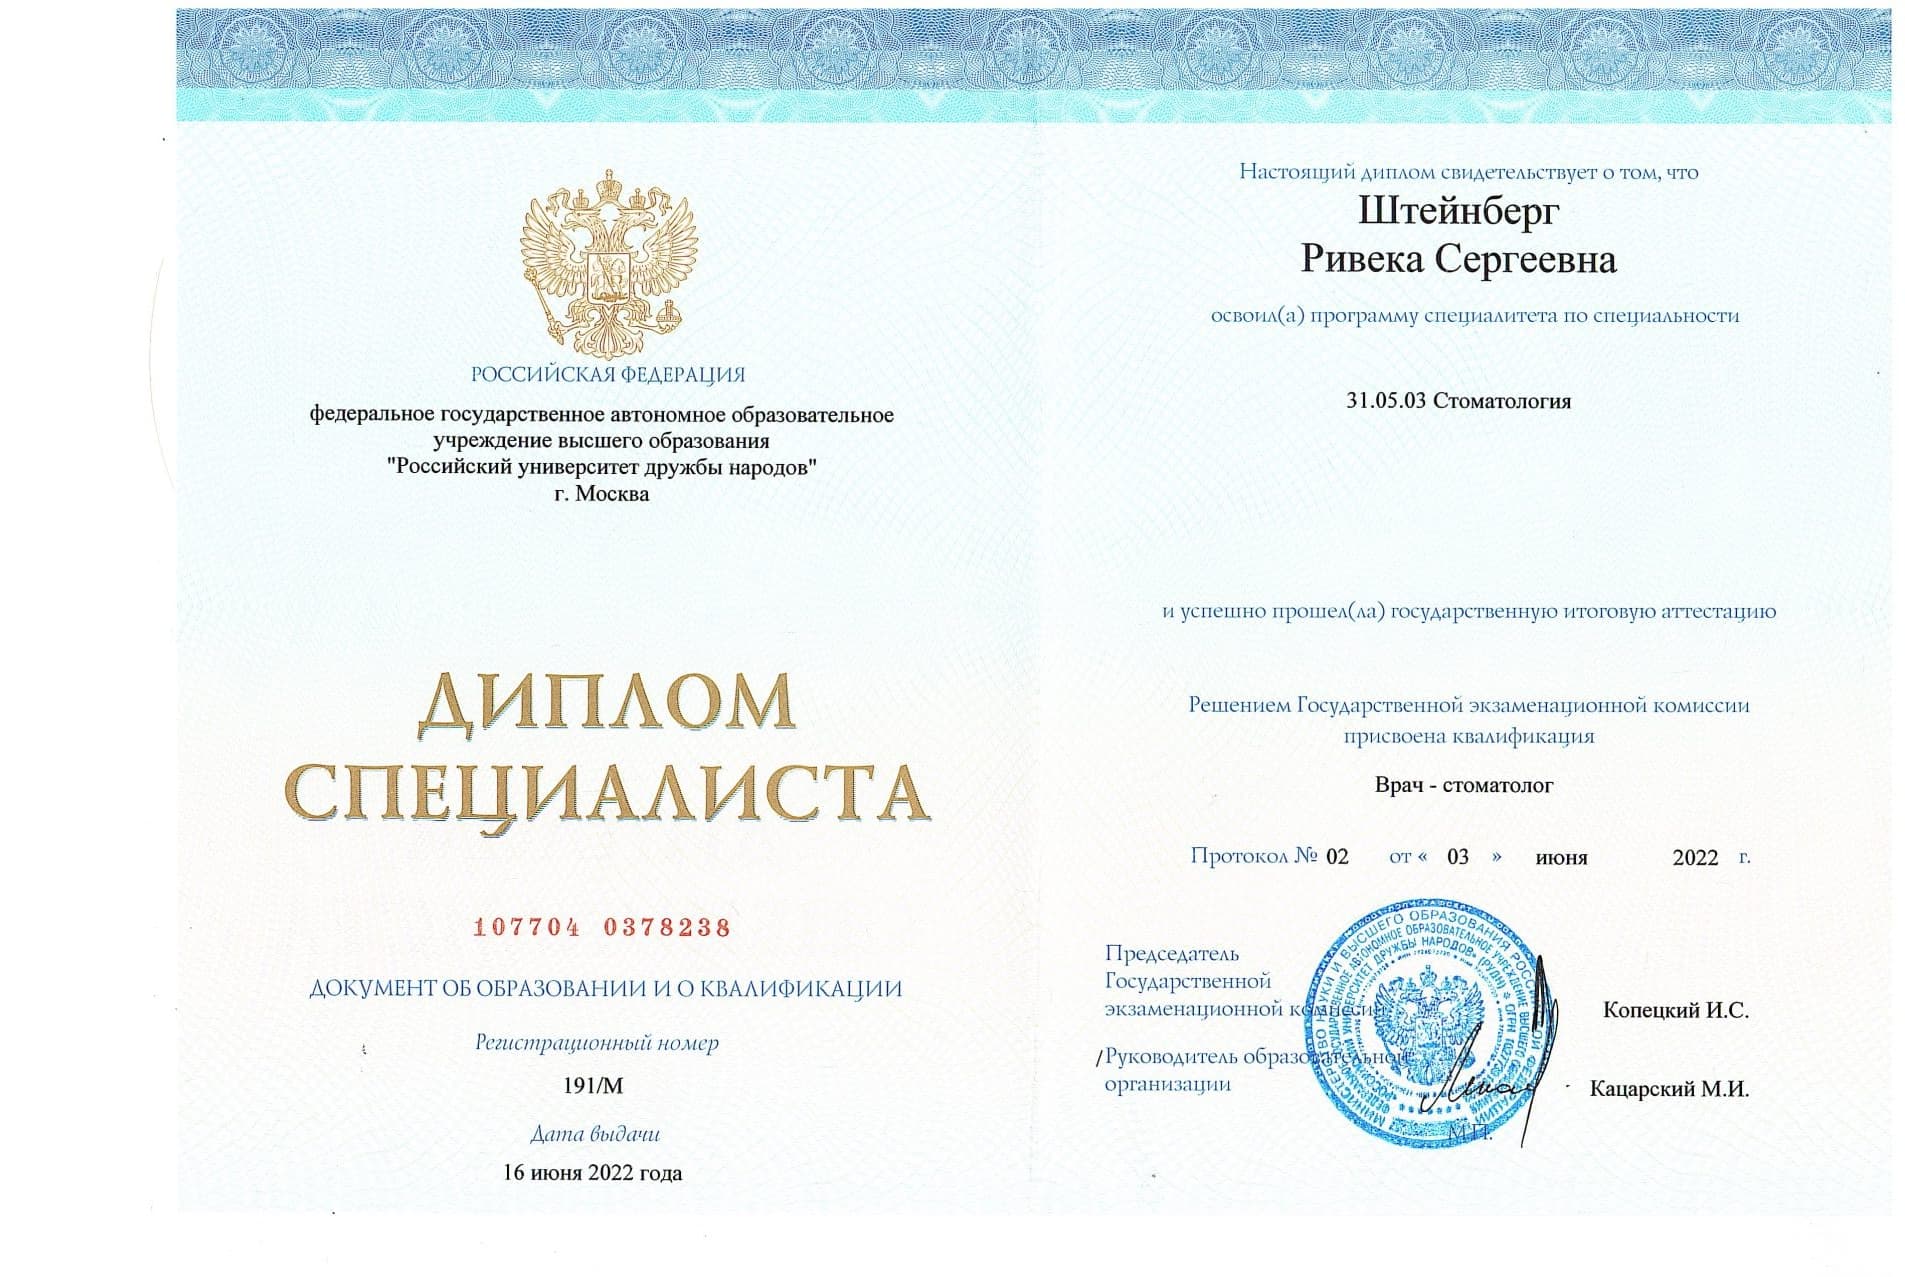 РОССИЙСКАЯ ФЕДЕРАЦИЯ
федеральное государственное автономное образовательное
учреждение высшего образования
"Российский университет дружбы народов"
г. Москва
ДИПЛОМ
СПЕЦИАЛИСТА
107704 0378238
ДОКУМЕНТ ОБ ОБРАЗОВАНИИ И О КВАЛИФИКАЦИИ
Регистрационный номер
191/М
Дата выдачи
16 июня 2022 года
Настоящий диплом свидетельствует о том, что
Штейнберг
Ривека Сергеевна
освоил(а) программу специалитета по специальности
31.05.03 Стоматология
и успешно прошел(ла) государственную итоговую аттестацию
Решением Государственной экзаменационной комиссии
присвоена квалификация
Врач - стоматолог
Протокол № 02 от « 03 » июня 2022 г.
Председатель
Государственной
экзаменационной комиссии
Копецкий И.С.
/Руководитель образовательной
организации
Кацарский М.И.
М.П.